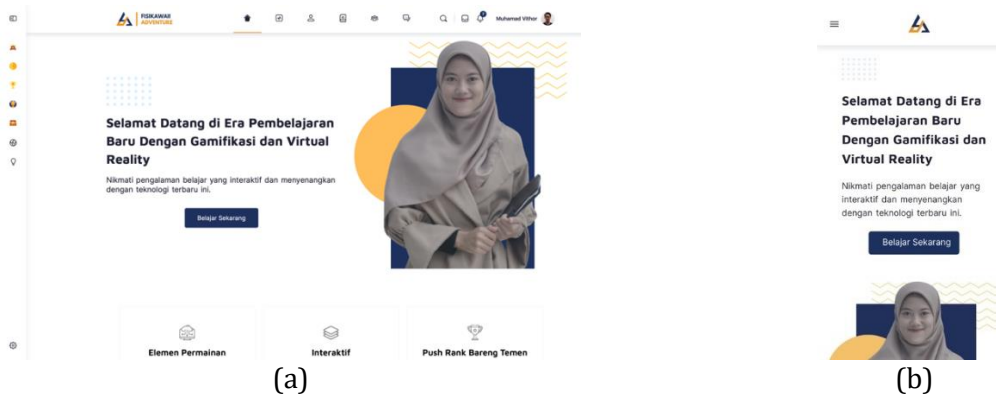 FISIKAWAII
ADVENTURE
Muhamad Vithor
Selamat Datang di Era Pembelajaran
Baru Dengan Gamifikasi dan Virtual
Reality
Nikmati pengalaman belajar yang interaktif dan menyenangkan
dengan teknologi terbaru ini.
Belajar Sekarang
Elemen Permainan
Interaktif
Push Rank Bareng Temen
(a)
Selamat Datang di Era
Pembelajaran Baru
Dengan Gamifikasi dan
Virtual Reality
Nikmati pengalaman belajar yang
interaktif dan menyenangkan
dengan teknologi terbaru ini.
Belajar Sekarang
(b)